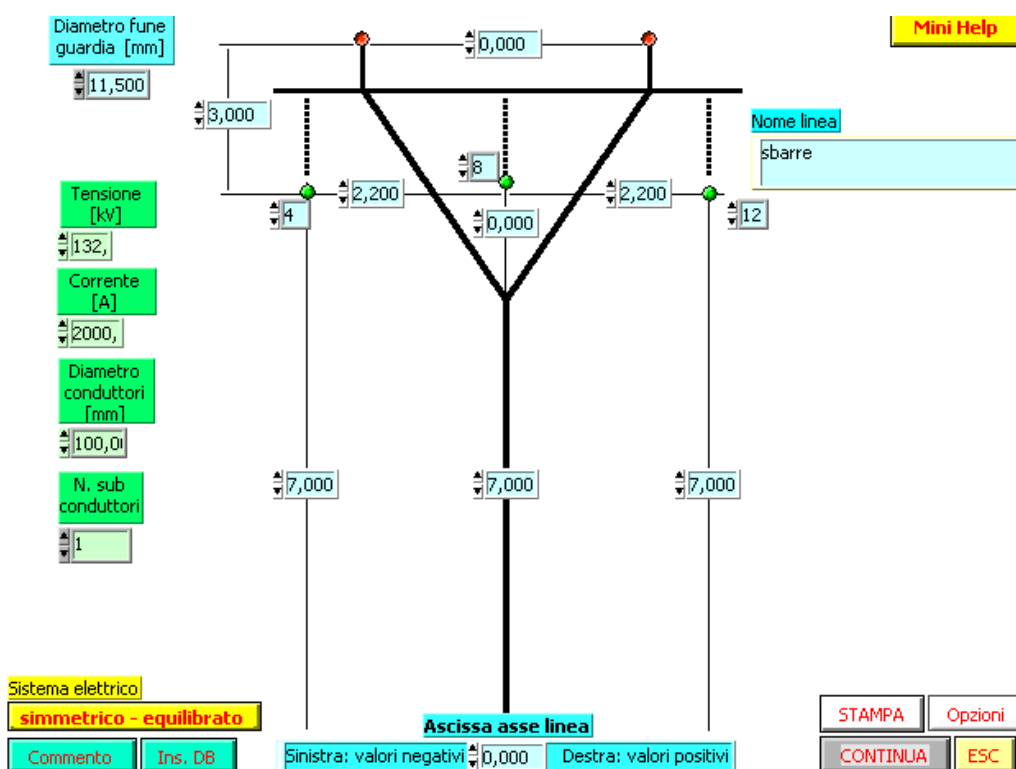 Diametro fune
guardia [mm]
11,500
0,000
Mini Help
3,000
Nome linea
sbarre
8
2,200
2,200
4
0,000
12
Tensione
[kV]
132,
Corrente
[A]
2000,
Diametro
conduttori
[mm]
100,0
N. sub
conduttori
1
7,000
7,000
7,000
Sistema elettrico
simmetrico - equilibrato
Commento
Ins. DB
Ascissa asse linea
Sinistra: valori negativi
0,000
Destra: valori positivi
STAMPA
Opzioni
CONTINUA
ESC